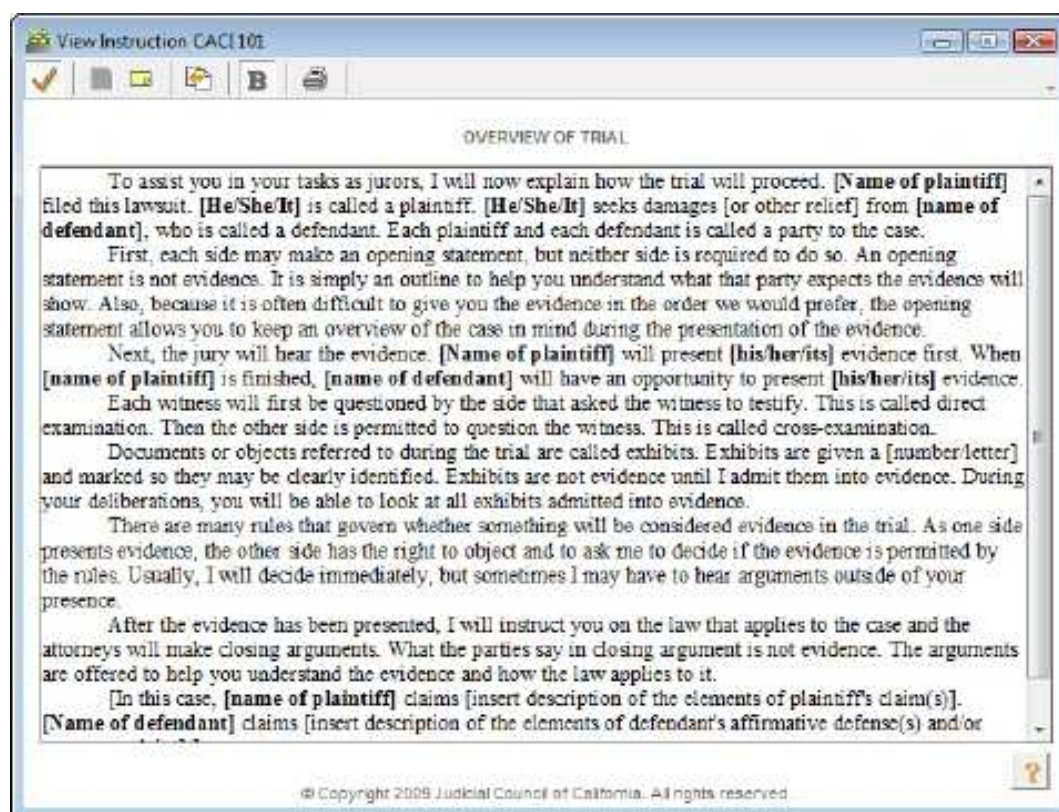 View Instruction CACI 101
B
OVERVIEW OF TRIAL
To assist you in your tasks as jurors, I will now explain how the trial will proceed. [Name of plaintiff]
filed this lawsuit. [He/She/It] is called a plaintiff. [He/She/It] seeks damages [or other relief] from [name of
defendant], who is called a defendant. Each plaintiff and each defendant is called a party to the case.
First, each side may make an opening statement, but neither side is required to do so. An opening
statement is not evidence. It is simply an outline to help you understand what that party expects the evidence will
show. Also, because it is often difficult to give you the evidence in the order we would prefer, the opening
statement allows you to keep an overview of the case in mind during the presentation of the evidence.
Next, the jury will hear the evidence. [Name of plaintiff] will present [his/her/its] evidence first. When
[name of plaintiff] is finished, [name of defendant] will have an opportunity to present [his/her/its] evidence.
Each witness will first be questioned by the side that asked the witness to testify. This is called direct
examination. Then the other side is permitted to question the witness. This is called cross-examination.
Documents or objects referred to during the trial are called exhibits. Exhibits are given a [number/letter]
and marked so they may be clearly identified. Exhibits are not evidence until I admit them into evidence. During
your deliberations, you will be able to look at all exhibits admitted into evidence.
There are many rules that govern whether something will be considered evidence in the trial. As one side
presents evidence, the other side has the right to object and to ask me to decide if the evidence is permitted by
the rules. Usually, I will decide immediately, but sometimes I may have to hear arguments outside of your
presence.
After the evidence has been presented, I will instruct you on the law that applies to the case and the
attorneys will make closing arguments. What the parties say in closing argument is not evidence. The arguments
are offered to help you understand the evidence and how the law applies to it.
[In this case, [name of plaintiff] claims [insert description of the elements of plaintiff's claim(s)].
[Name of defendant] claims [insert description of the elements of defendant's affirmative defense(s) and/or
?
© Copyright 2009 Judicial Council of California. All rights reserved